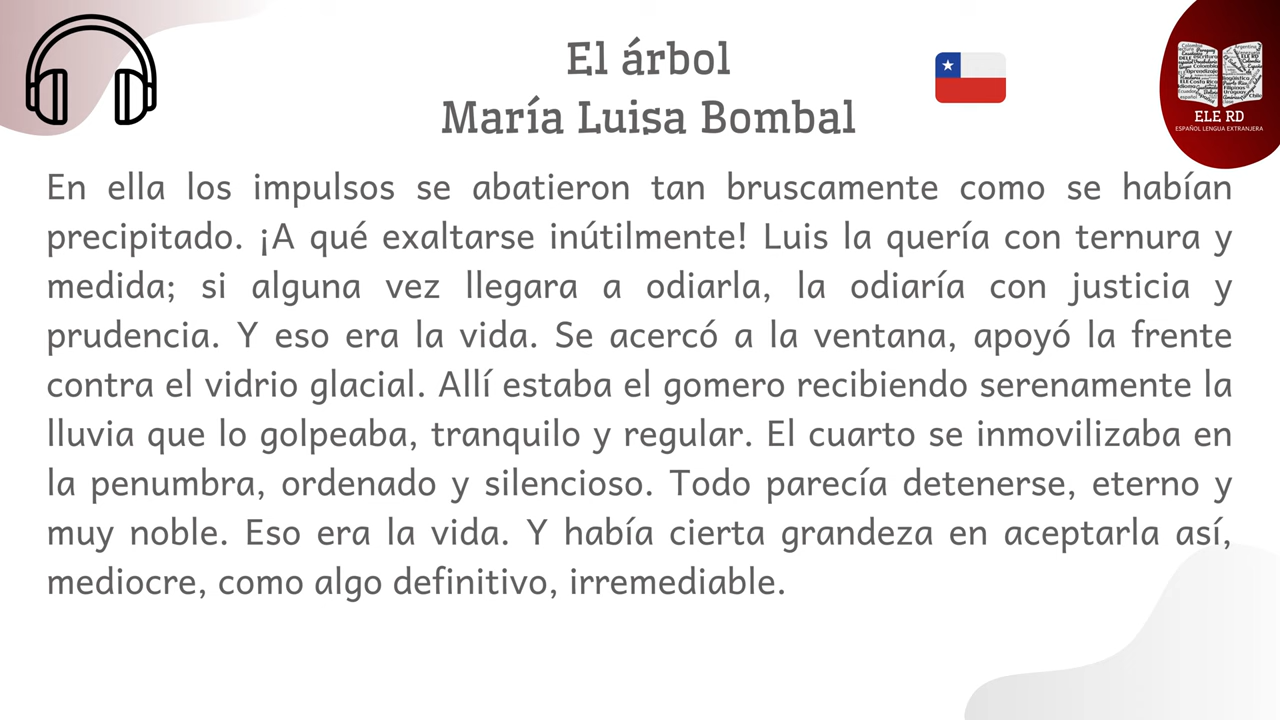 El árbol
María Luisa Bombal
ELE RD
ESPAÑOL LENGUA EXTRANJERA
En ella los impulsos se abatieron tan bruscamente como se habían
precipitado. ¡A qué exaltarse inútilmente! Luis la quería con ternura y
medida; si alguna vez llegara a odiarla, la odiaría con justicia y
prudencia. Y eso era la vida. Se acercó a la ventana, apoyó la frente
contra el vidrio glacial. Allí estaba el gomero recibiendo serenamente la
lluvia que lo golpeaba, tranquilo y regular. El cuarto se inmovilizaba en
la penumbra, ordenado y silencioso. Todo parecía detenerse, eterno y
muy noble. Eso era la vida. Y había cierta grandeza en aceptarla así,
mediocre, como algo definitivo, irremediable.